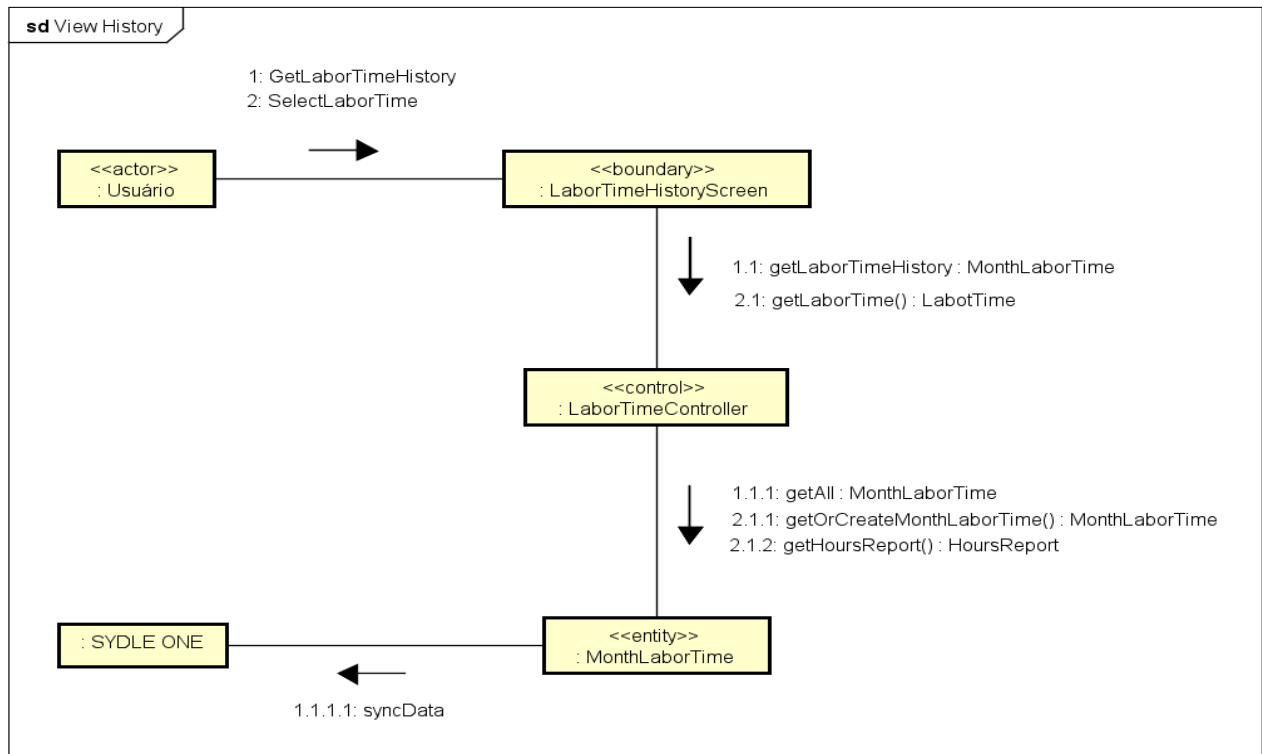 sd View History
1: GetLaborTimeHistory
2: SelectLaborTime
<<actor>>
: Usuário
<<boundary>>
: LaborTimeHistoryScreen
1.1: getLaborTimeHistory : MonthLaborTime
2.1: getLaborTime() : LabotTime
<<control>>
: LaborTimeController
1.1.1: getAll : MonthLaborTime
2.1.1: getOrCreateMonthLaborTime() : MonthLaborTime
2.1.2: getHoursReport() : HoursReport
: SYDLE ONE
<<entity>>
: MonthLaborTime
1.1.1.1: syncData